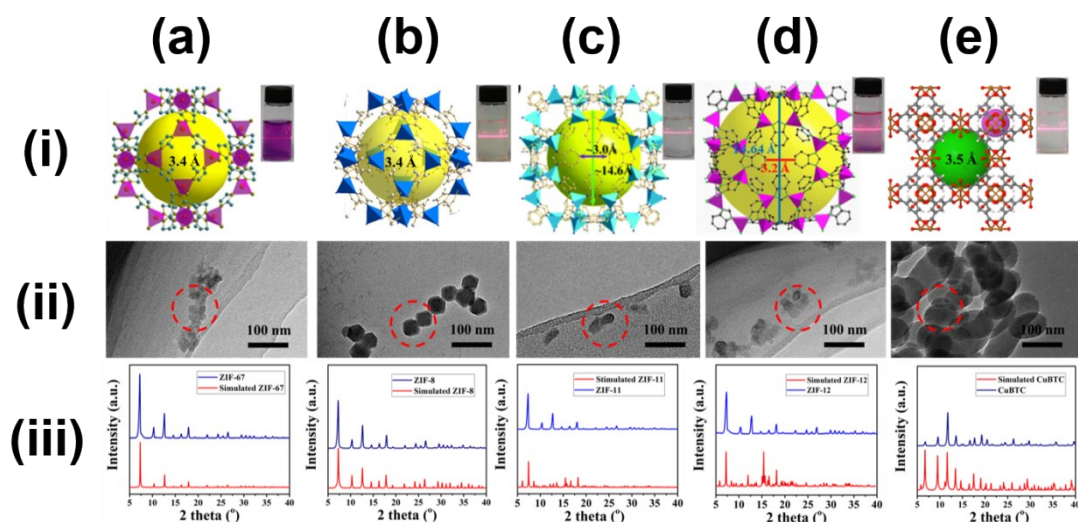 (a) (b) (c) (d) (e)
(i)
3.4 Å
3.4 Å
~3.0Å
~14.6Å
3.2 Å
3.5 Å
(ii)
100 nm
100 nm
100 nm
100 nm
100 nm
(iii)
Intensity (a.u.)
ZIF-67
Simulated ZIF-67
5 10 15 20 25 30 35 40
2 theta (°)
Intensity (a.u.)
ZIF-8
Simulated ZIF-8
5 10 15 20 25 30 35 40
2 theta (°)
Intensity (a.u.)
Stimulated ZIF-11
ZIF-11
5 10 15 20 25 30 35 40
2 theta (°)
Intensity (a.u.)
Simulated ZIF-12
ZIF-12
5 10 15 20 25 30 35 40
2 theta (°)
Intensity (a.u.)
Simulated CuBTC
CuBTC
5 10 15 20 25 30 35 40
2 theta (°)